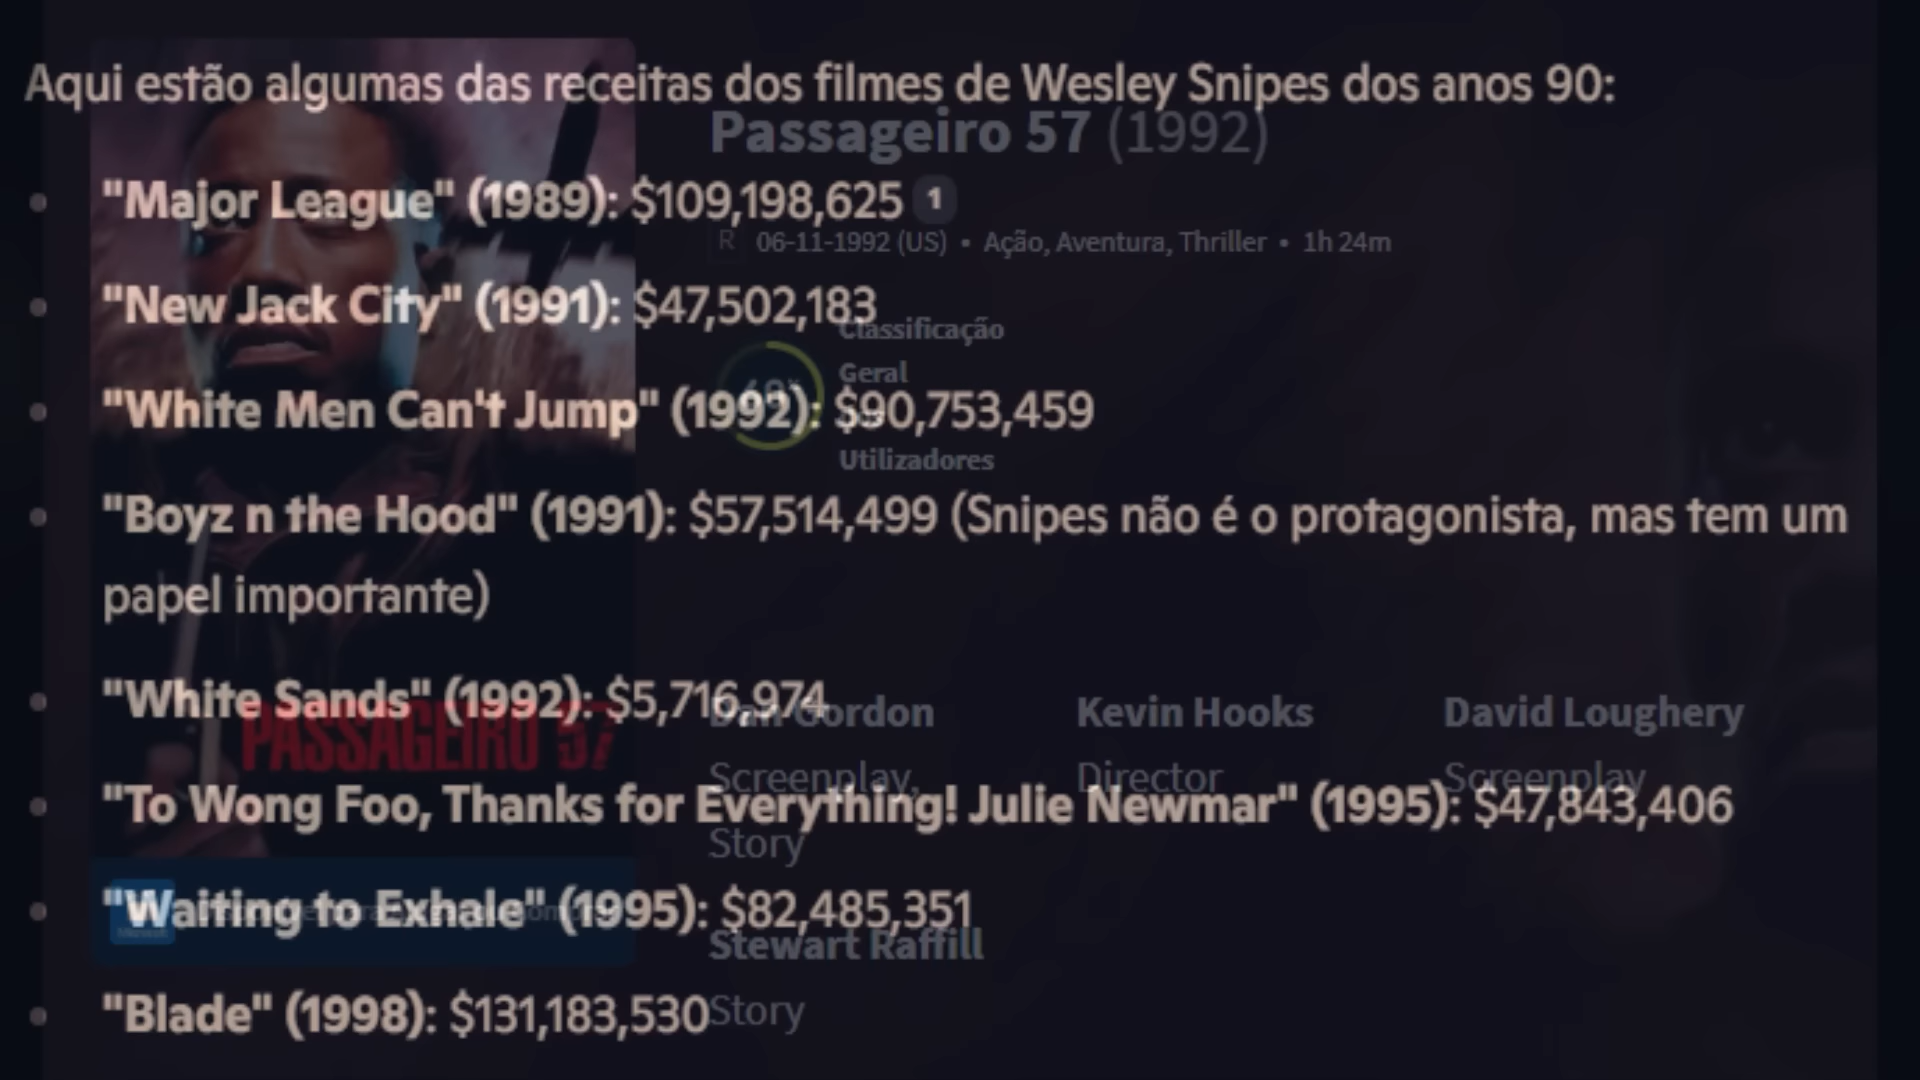 Aqui estão algumas das receitas dos filmes de Wesley Snipes dos anos 90:
Passageiro 57 (1992)
"Major League" (1989): $109,198,625 1
R 06-11-1992 (US) • Ação, Aventura, Thriller • 1h 24m
"New Jack City" (1991): $47,502,183
Classificação
Geral
"White Men Can't Jump" (1992): $90,753,459
Utilizadores
"Boyz n the Hood" (1991): $57,514,499 (Snipes não é o protagonista, mas tem um
papel importante)
"White Sands" (1992): $5,716,974
PASSAGEIRO 57
Dan Gordon Kevin Hooks David Loughery
Screenplay, Director Screenplay
"To Wong Foo, Thanks for Everything! Julie Newmar" (1995): $47,843,406
Story
"Waiting to Exhale" (1995): $82,485,351
Stewart Raffill
"Blade" (1998): $131,183,530
Story